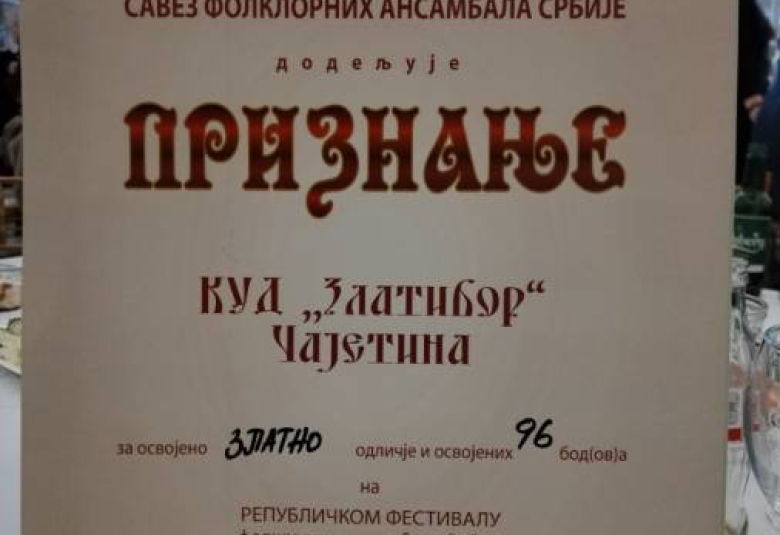 САВЕЗ ФОЛКЛОРНИХ АНСАМБАЛА СРБИЈЕ
додељује
ПРИЗНАЊЕ
КУД „Златибор“
Чајетина
за освојено ЗЛАТНО одличје и освојених 96 бод(ов)а
на
РЕПУБЛИЧКОМ ФЕСТИВАЛУ